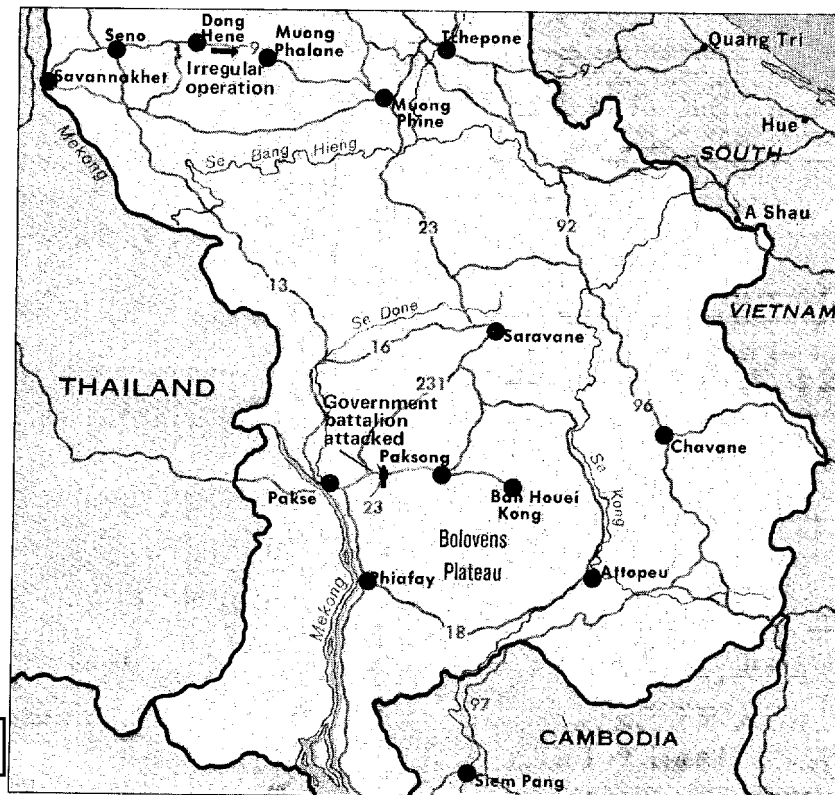 Dong
Hene
Muong
Phalane
Seno
9
Tchepone
Quang Tri
Savannakhet
Irregular
operation
9
Muong
Phine
Hue
Mekong
Se Bang Hieng
SOUTH
A Shau
23
92
13
VIETNAM
Se Done
16
Saravane
THAILAND
231
Government
battalion
attacked
96
Chavane
Paksong
Pakse
23
Ban Houei
Kong
Se Kong
Bolovens
Plateau
Phiafay
Attopeu
Mekong
18
97
CAMBODIA
Siem Pang